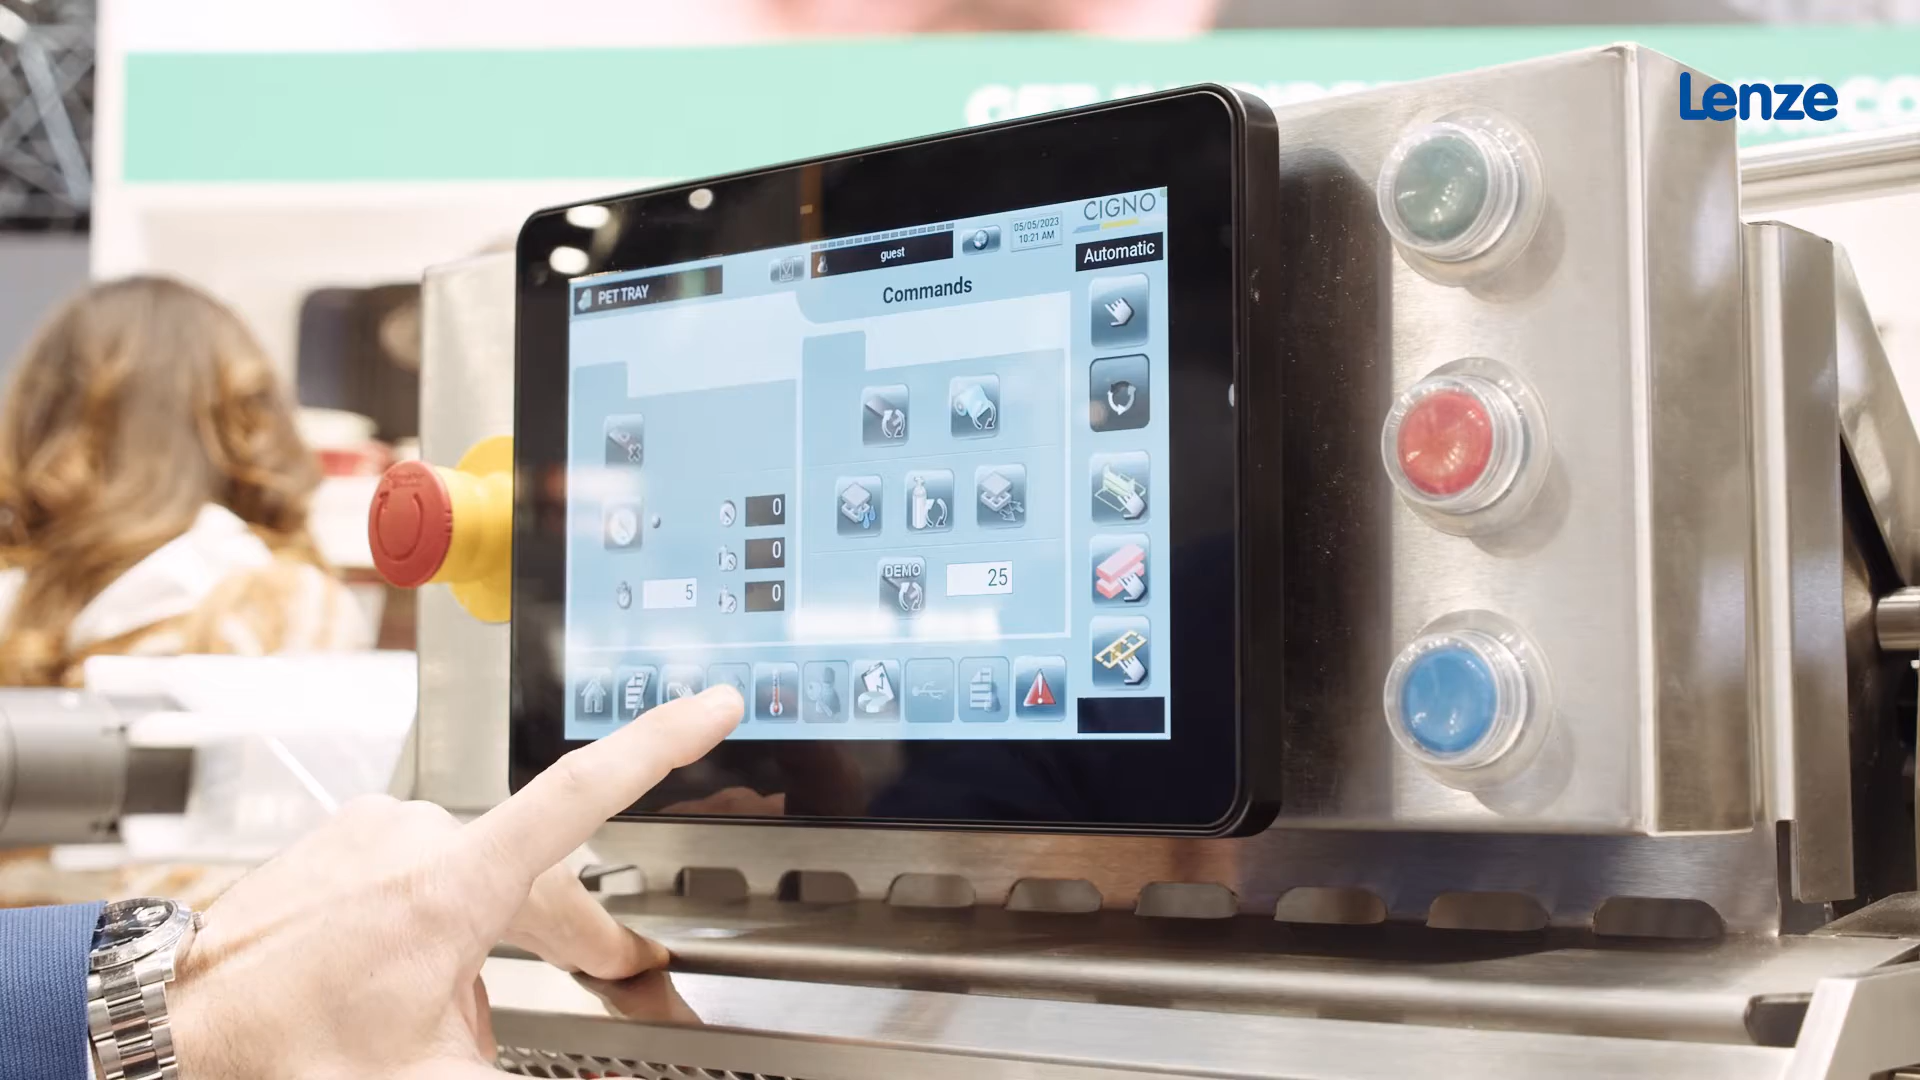 Lenze
CIGNO
05/05/2023
10:21 AM
guest
Automatic
PET TRAY
Commands
0
0
5
0
DEMO
25